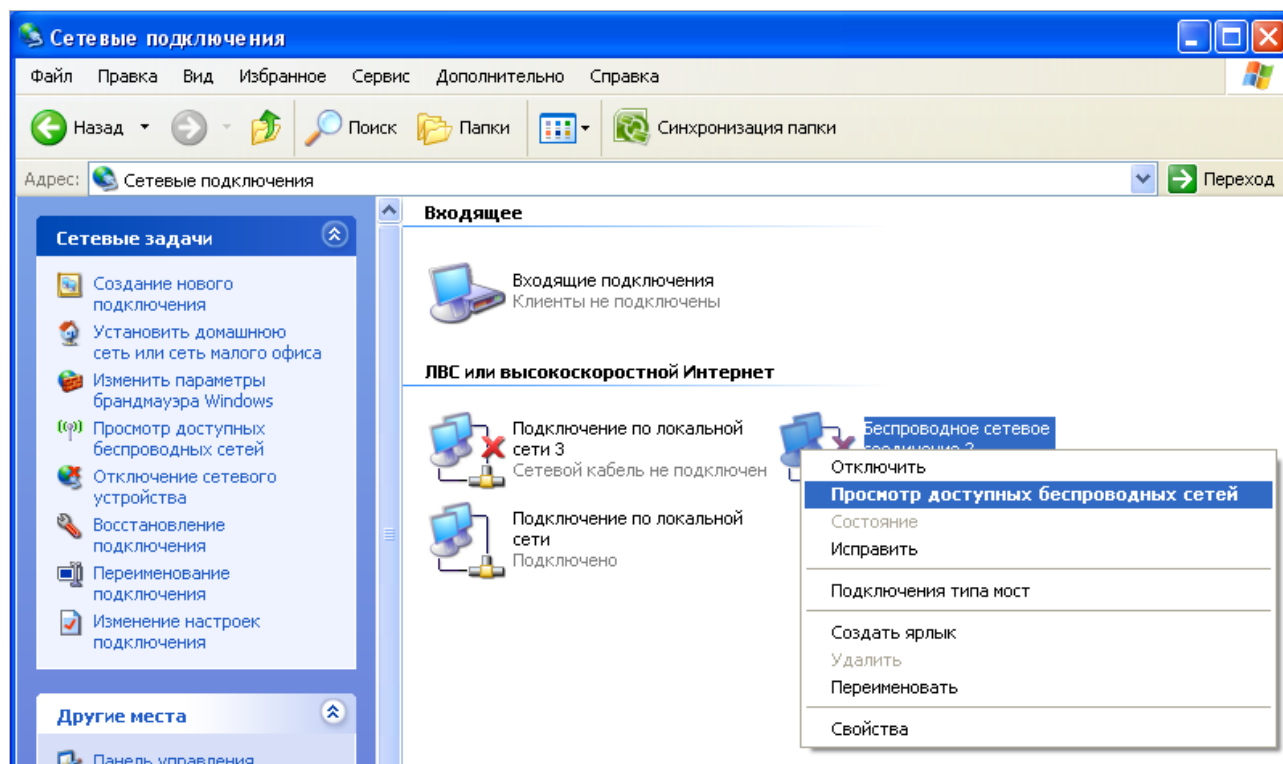 Сетевые подключения
Файл Правка Вид Избранное Сервис Дополнительно Справка
Назад Поиск Папки Синхронизация папки
Адрес: Сетевые подключения Переход
Сетевые задачи
Создание нового
подключения
Установить домашнюю
сеть или сеть малого офиса
Изменить параметры
брандмауэра Windows
Просмотр доступных
беспроводных сетей
Отключение сетевого
устройства
Восстановление
подключения
Переименование
подключения
Изменение настроек
подключения
Другие места
Панель управления
Входящее
Входящие подключения
Клиенты не подключены
ЛВС или высокоскоростной Интернет
Подключение по локальной
сети 3
Сетевой кабель не подключен
Беспроводное сетевое
соединение 2
Подключение по локальной
сети
Подключено
Отключить
Просмотр доступных беспроводных сетей
Состояние
Исправить
Подключения типа мост
Создать ярлык
Удалить
Переименовать
Свойства